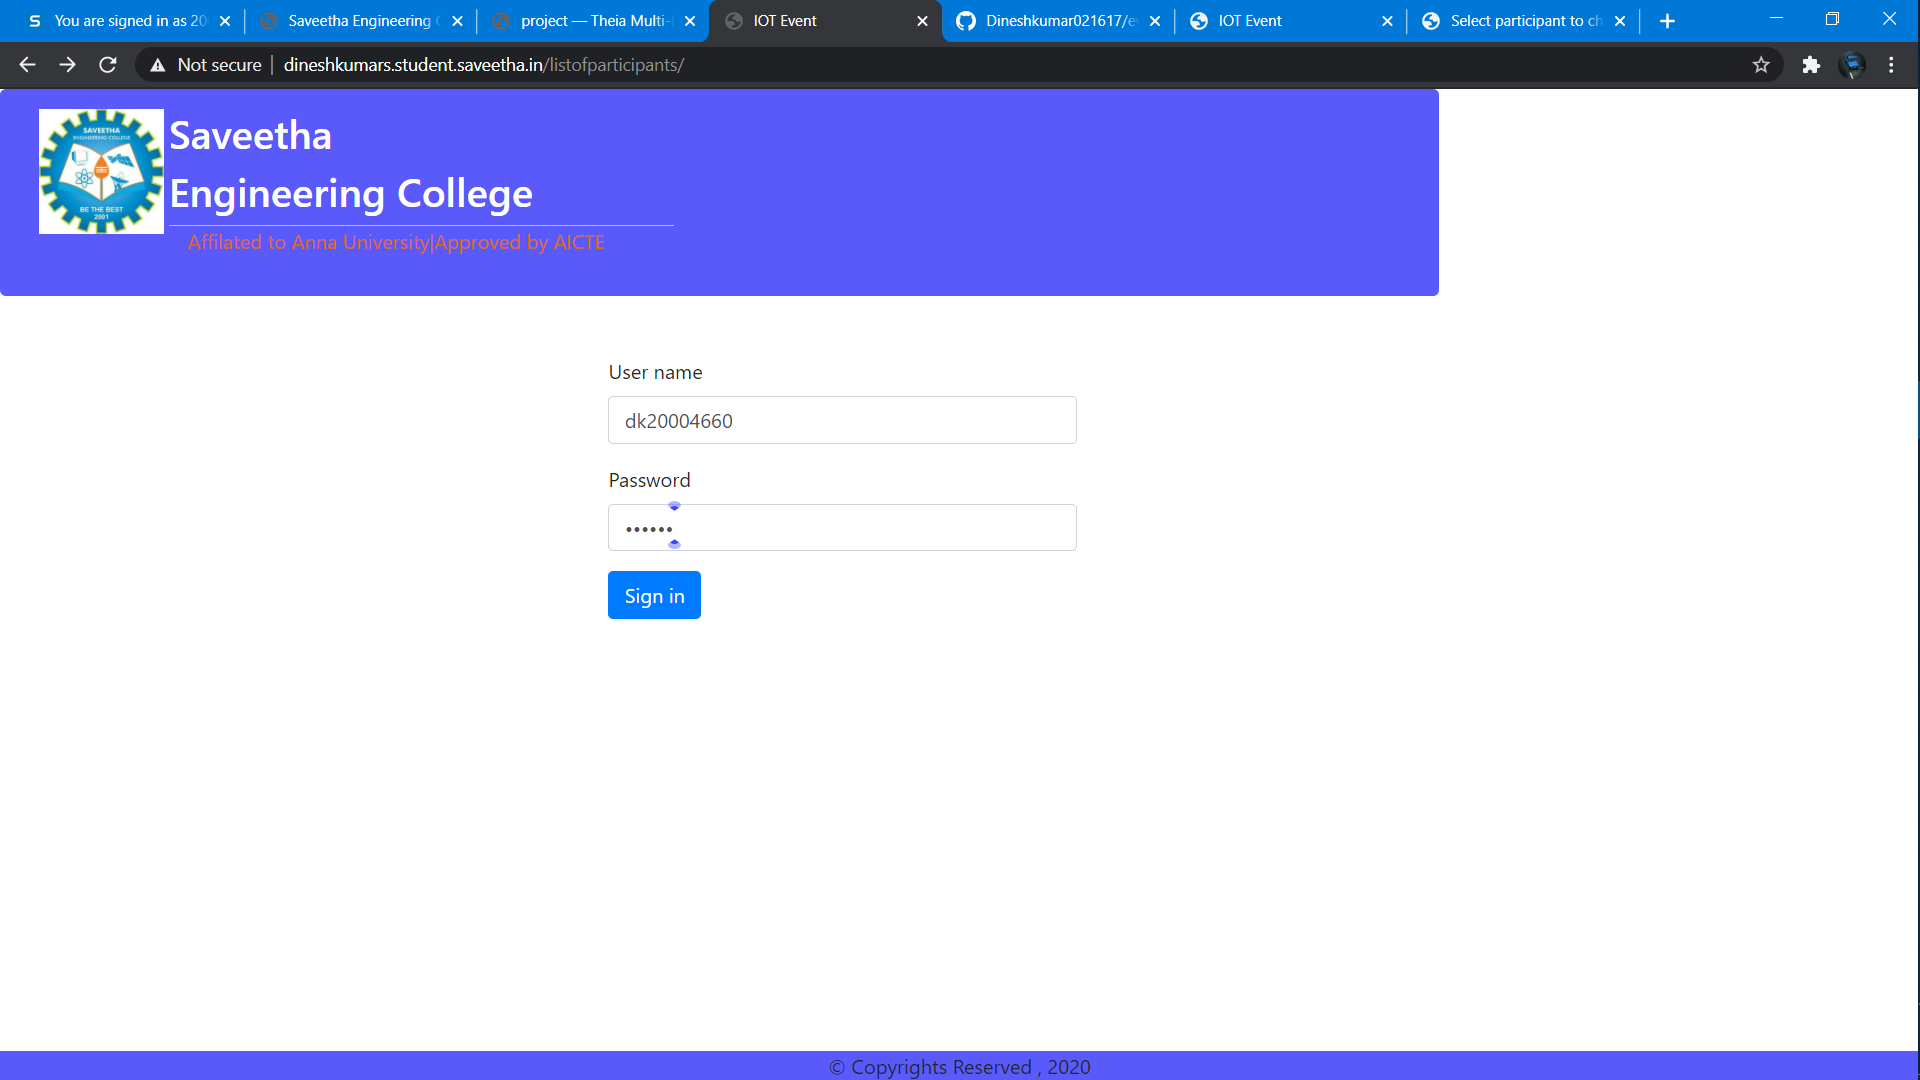 You are signed in as 20
Saveetha Engineering C
project — Theia Multi-
IOT Event
Dineshkumar021617/ev
IOT Event
Select participant to ch
Not secure
dineshkumars.student.saveetha.in/listofparticipants/
SAVEETHA
ENGINEERING COLLEGE
BE THE BEST
2001
Saveetha
Engineering College
Affilated to Anna University|Approved by AICTE
User name
dk20004660
Password
••••••
Sign in
© Copyrights Reserved , 2020